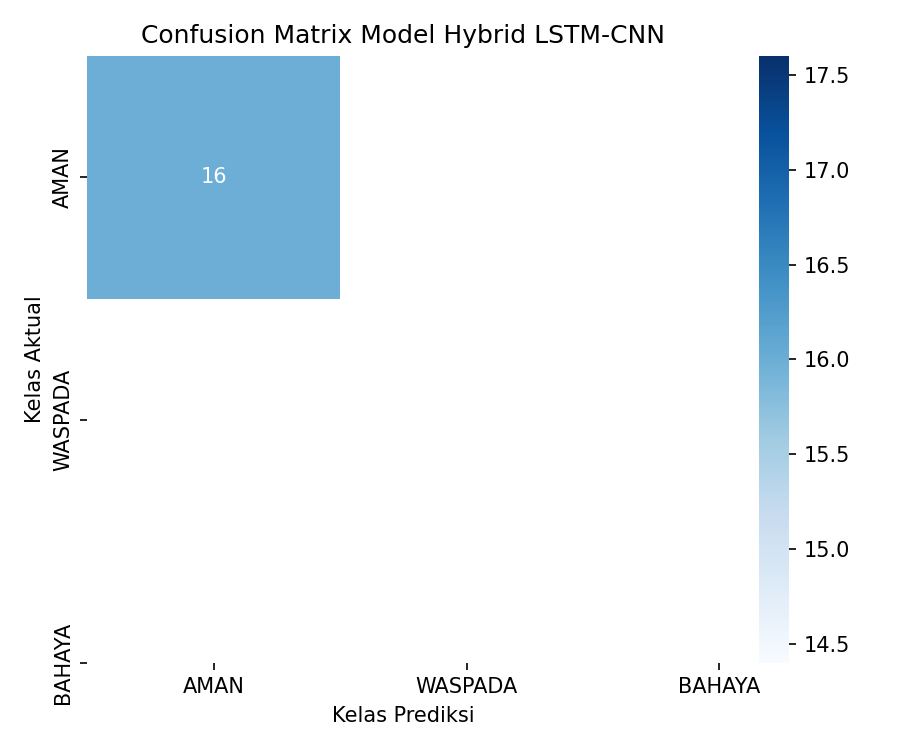 Confusion Matrix Model Hybrid LSTM-CNN
Kelas Aktual
AMAN
WASPADA
BAHAYA
16
AMAN
WASPADA
BAHAYA
Kelas Prediksi
17.5
17.0
16.5
16.0
15.5
15.0
14.5